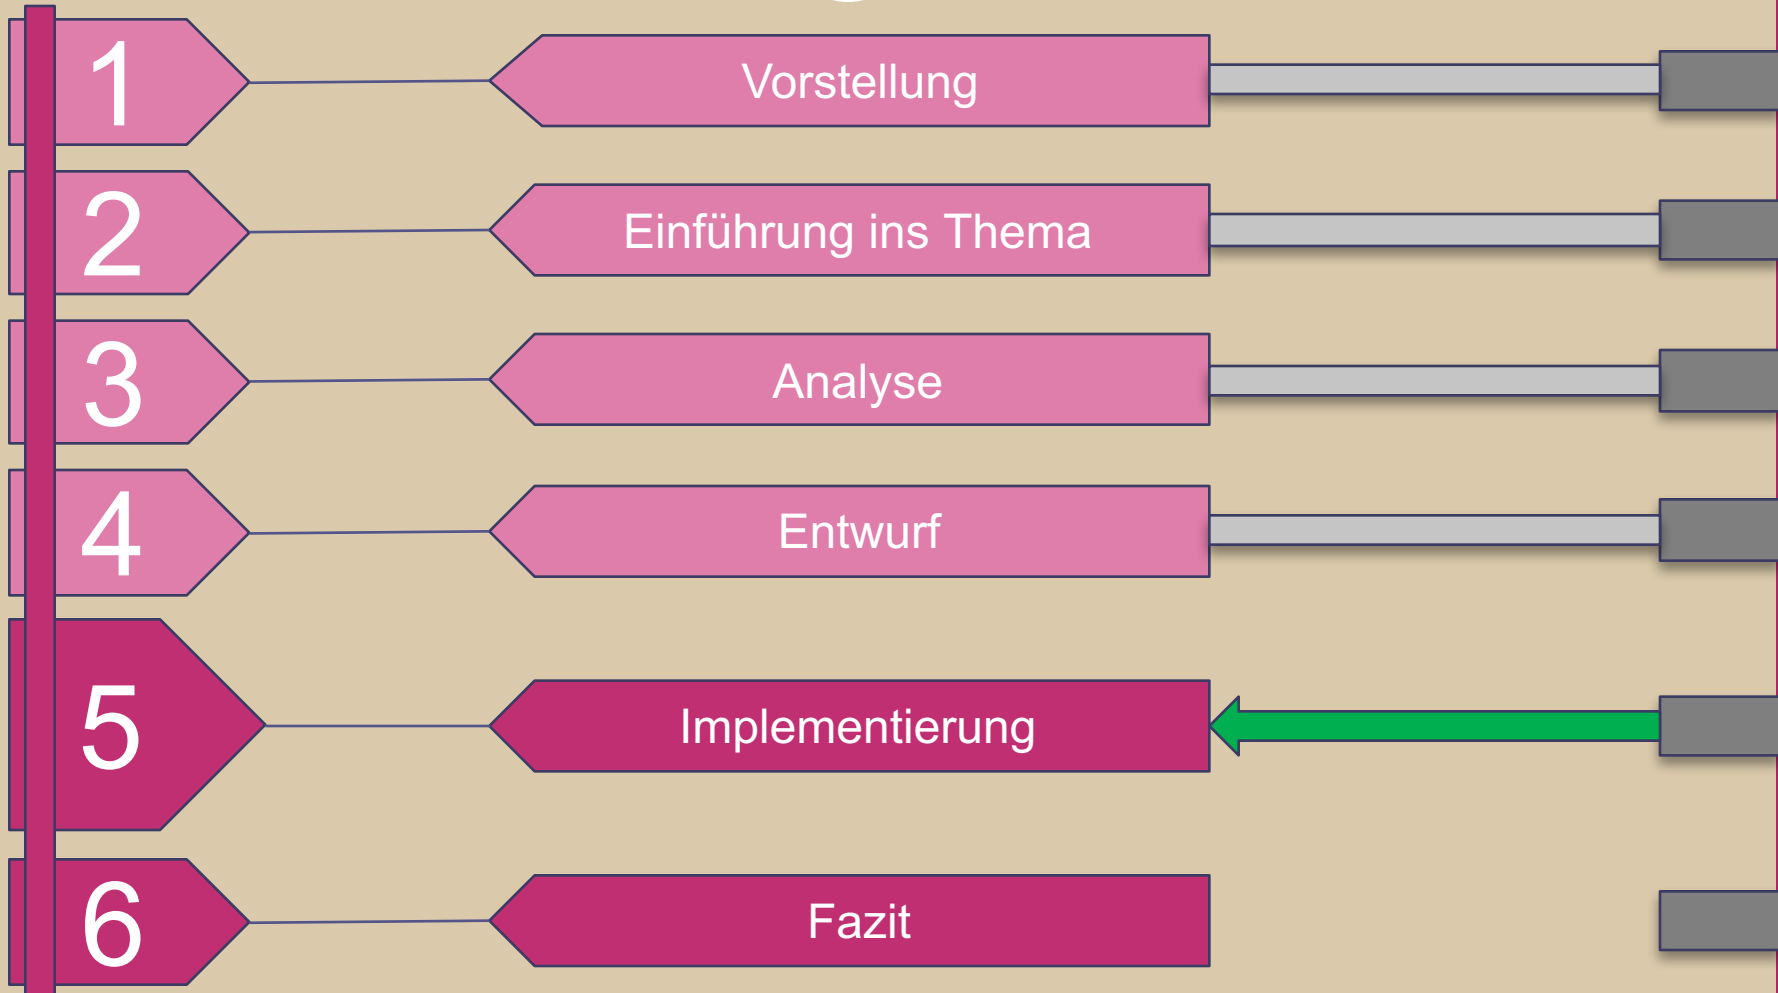 1
Vorstellung
2
Einführung ins Thema
3
Analyse
4
Entwurf
5
Implementierung
6
Fazit